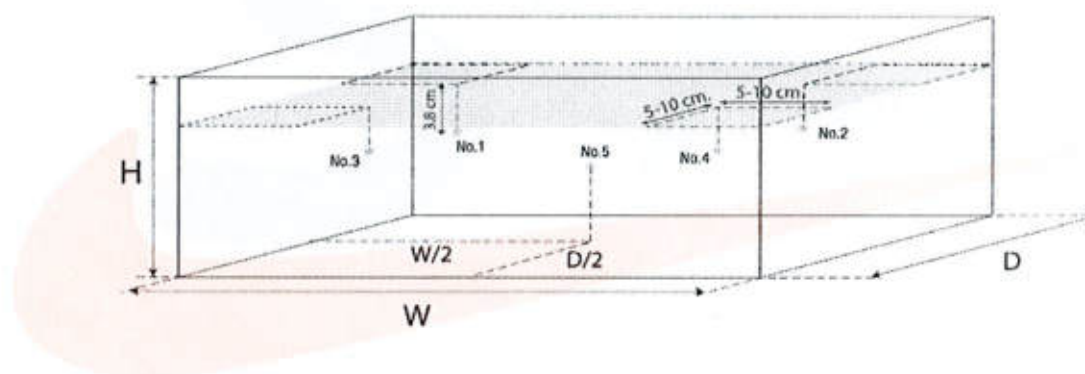 5-10 cm.
5-10 cm.
3.8 cm
No.1
No.2
No.3
No.4
No.5
H
W/2
D/2
D
W